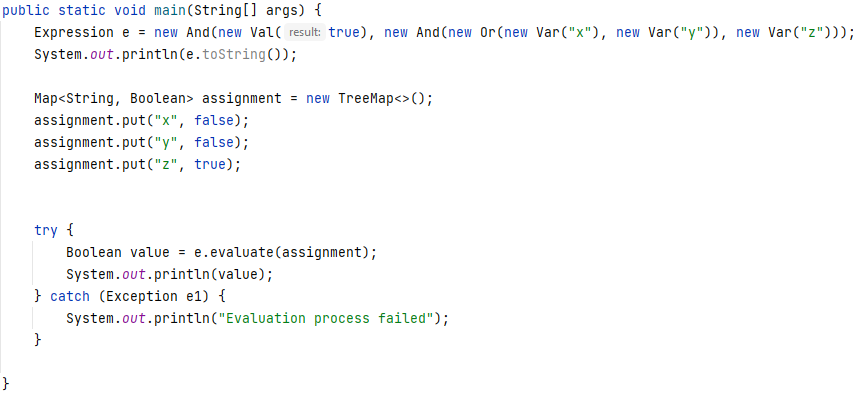 public static void main(String[] args) {
    Expression e = new And(new Val( result: true), new And(new Or(new Var("x"), new Var("y")), new Var("z")));
    System.out.println(e.toString());
    Map<String, Boolean> assignment = new TreeMap<>();
    assignment.put("x", false);
    assignment.put("y", false);
    assignment.put("z", true);
    try {
        Boolean value = e.evaluate(assignment);
        System.out.println(value);
    } catch (Exception e1) {
        System.out.println("Evaluation process failed");
    }
}